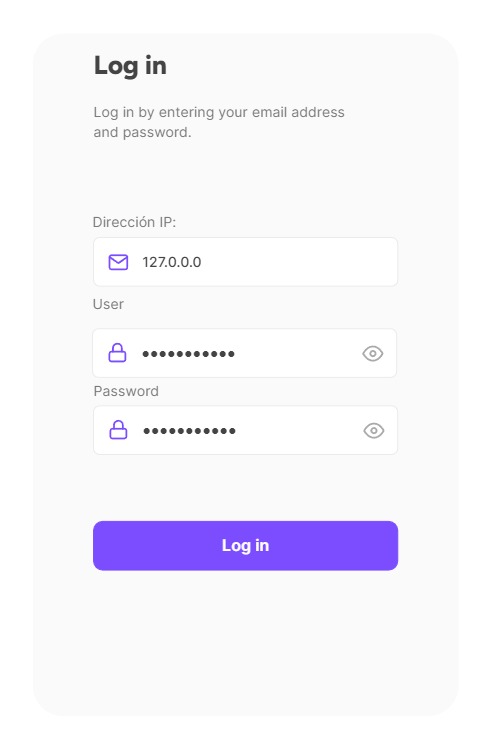 Log in
Log in by entering your email address
and password.
Dirección IP:
127.0.0.0
User
•••••••••••
Password
•••••••••••
Log in